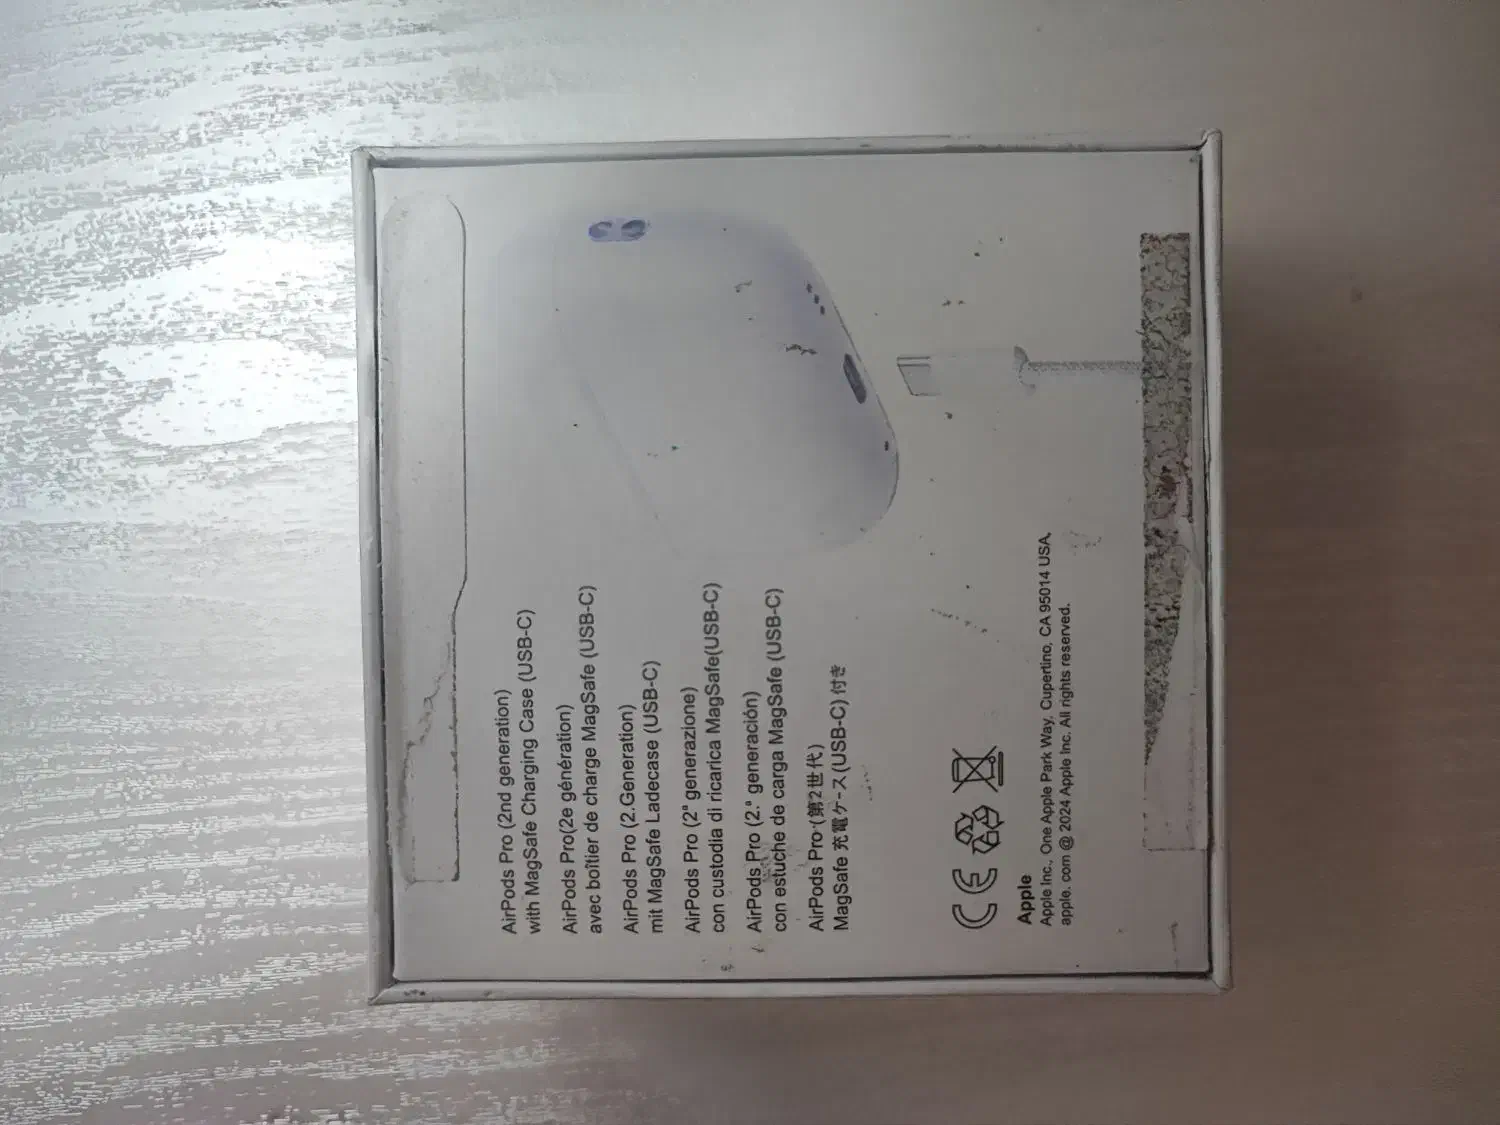 AirPods Pro (2nd generation)
with MagSafe Charging Case (USB-C)
AirPods Pro(2e génération)
avec boîtier de charge MagSafe (USB-C)
AirPods Pro (2.Generation)
mit MagSafe Ladecase (USB-C)
AirPods Pro (2ª generazione)
con custodia di ricarica MagSafe(USB-C)
AirPods Pro (2.ª generación)
con estuche de carga MagSafe (USB-C)
AirPods Pro (第2世代)
MagSafe 充電ケース(USB-C) 付き
CE
Apple
Apple Inc., One Apple Park Way, Cupertino, CA 95014 USA,
apple. com @ 2024 Apple Inc. All rights reserved.